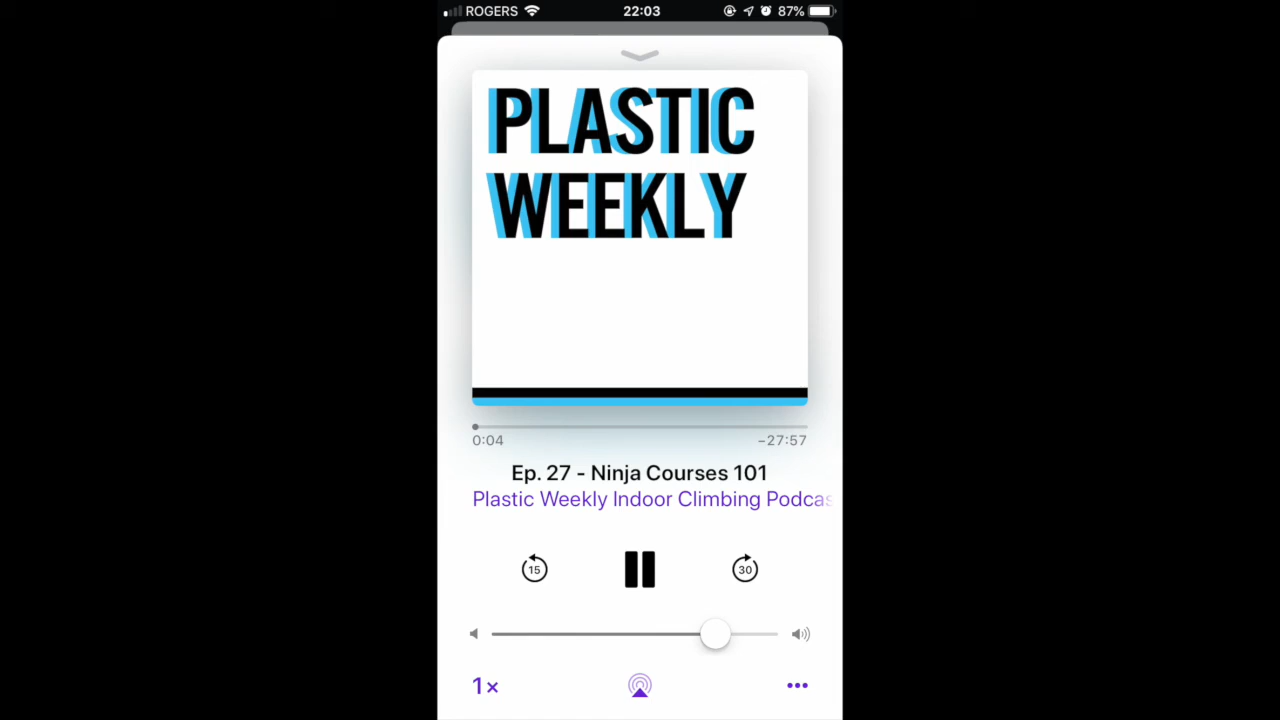 ROGERS 22:03 87%
PLASTIC
WEEKLY
0:04 −27:57
Ep. 27 - Ninja Courses 101
Plastic Weekly Indoor Climbing Podcas
15 30
1×